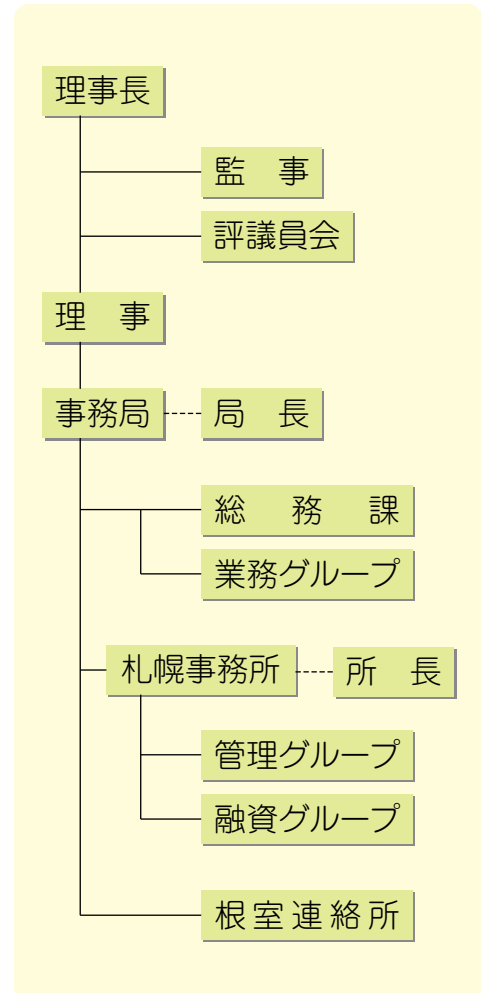 理事長
監　事
評議員会
理　事
事務局
局　長
総　務　課
業務グループ
札幌事務所
所　長
管理グループ
融資グループ
根室連絡所